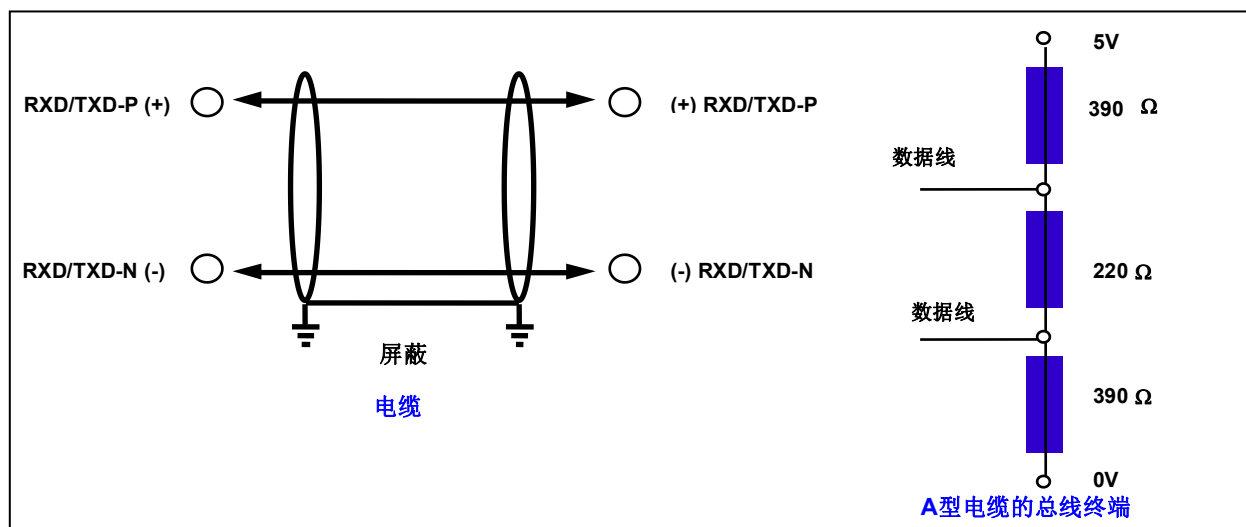 RXD/TXD-P (+)
(+) RXD/TXD-P
RXD/TXD-N (-)
(-) RXD/TXD-N
屏蔽
电缆
5V
390 Ω
数据线
220 Ω
数据线
390 Ω
0V
A型电缆的总线终端